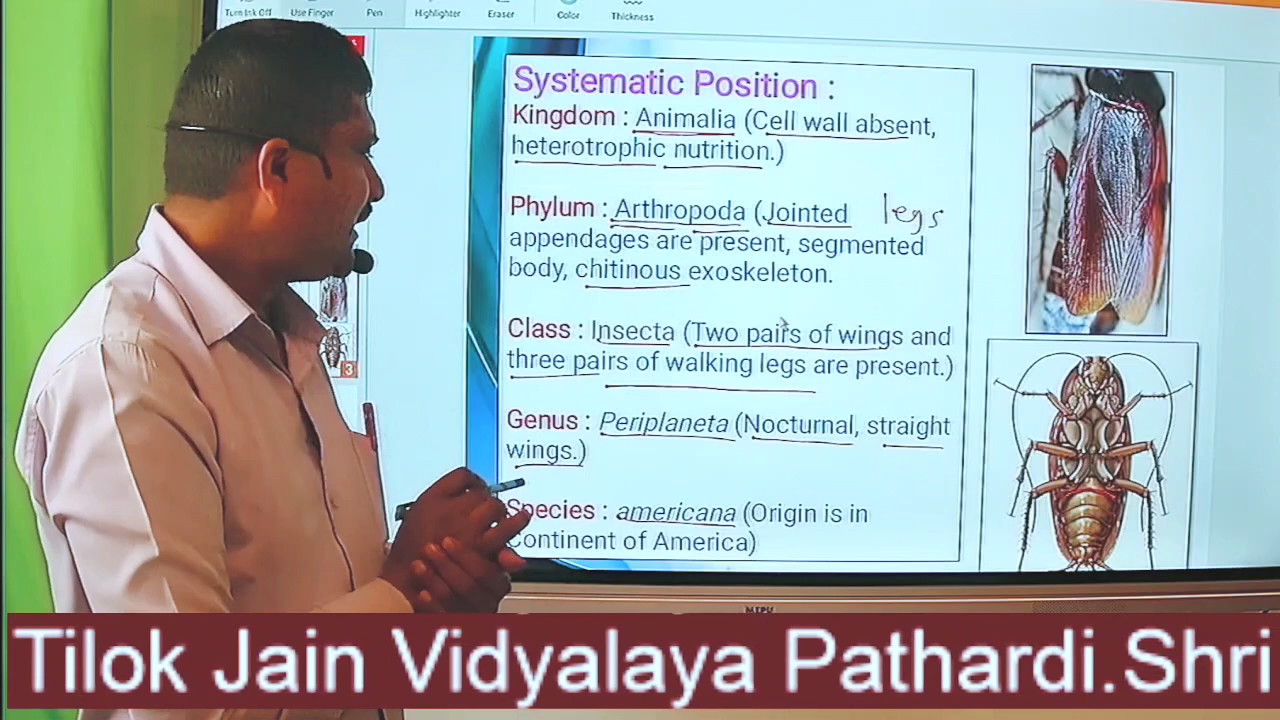 Turn Ink Off Use Finger Pen Highlighter Eraser Color Thickness
Systematic Position :
Kingdom : Animalia (Cell wall absent,
heterotrophic nutrition.)
Phylum : Arthropoda (Jointed legs
appendages are present, segmented
body, chitinous exoskeleton.
Class : Insecta (Two pairs of wings and
three pairs of walking legs are present.)
Genus : Periplaneta (Nocturnal, straight
wings.)
Species : americana (Origin is in
Continent of America)
3
Tilok Jain Vidyalaya Pathardi.Shri